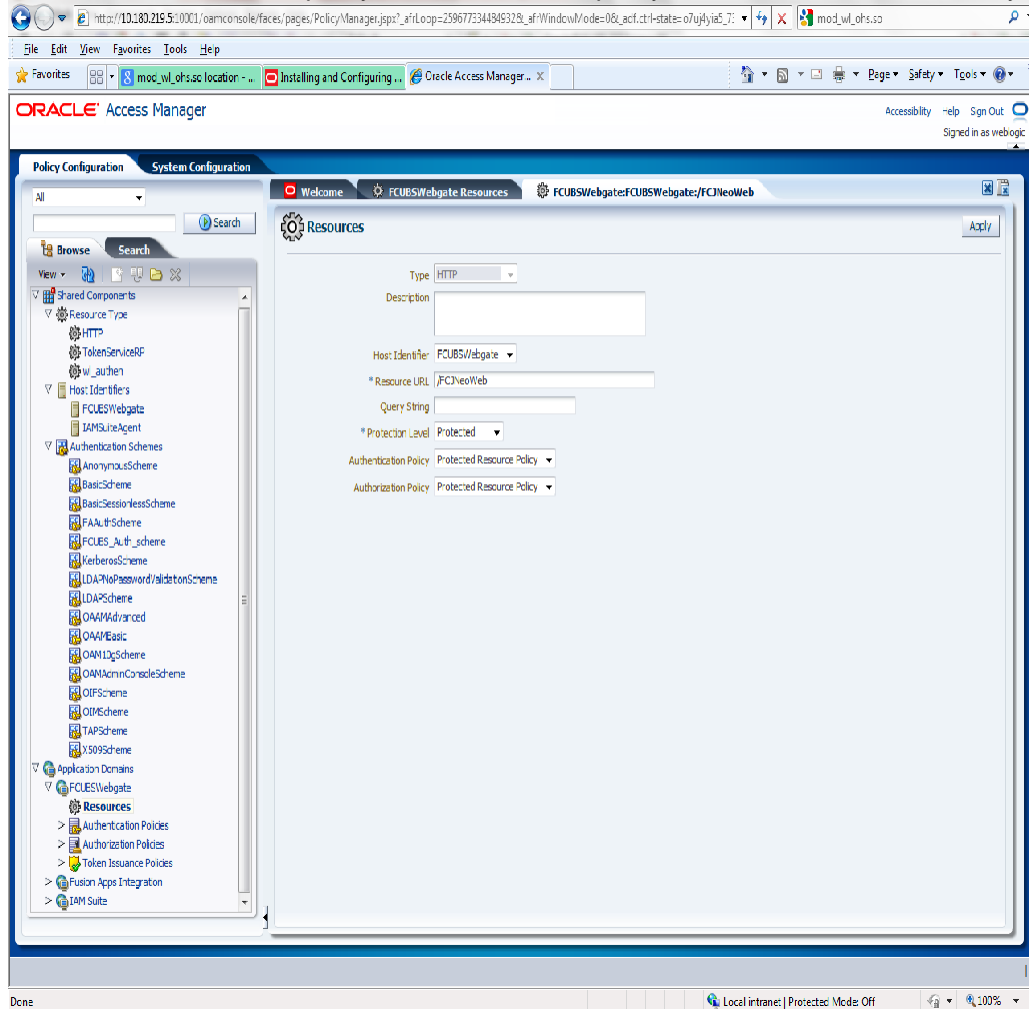 http://10.180.219.5:10001/oamconsole/faces/pages/PolicyManager.jspx?_afrLoop=259677334484932&_afrWindowMode=0&_adf.ctrl-state=o7uj4yia5_7 mod_wl_ohs.so
File Edit View Favorites Tools Help
Favorites mod_wl_ohs.so location - ... Installing and Configuring ... Oracle Access Manager... X Page Safety Tools
ORACLE Access Manager Accessibility Help Sign Out
Signed in as weblogic
Policy Configuration System Configuration
All
Welcome FCUBSWebgate Resources FCUBSWebgate:FCUBSWebgate:/FCJNeoWeb
Search
Resources Apply
Browse Search
View
Type HTTP
Description
Host Identifier FCUBSWebgate
* Resource URL /FCJNeoWeb
Query String
* Protection Level Protected
Authentication Policy Protected Resource Policy
Authorization Policy Protected Resource Policy
Shared Components
Resource Type
HTTP
TokenServiceRP
wl_authen
Host Identifiers
FCUBSWebgate
IAMSuiteAgent
Authentication Schemes
AnonymousScheme
BasicScheme
BasicSessionlessScheme
FAAuthScheme
FCUBS_Auth_scheme
KerberosScheme
LDAPNoPasswordValidationScheme
LDAPScheme
OAAMAdvanced
OAAMBasic
OAM10gScheme
OAMAdminConsoleScheme
OIFScheme
OIMScheme
TAPScheme
X509Scheme
Application Domains
FCUBSWebgate
Resources
Authentication Policies
Authorization Policies
Token Issuance Policies
Fusion Apps Integration
IAM Suite
Done Local intranet | Protected Mode: Off 100%